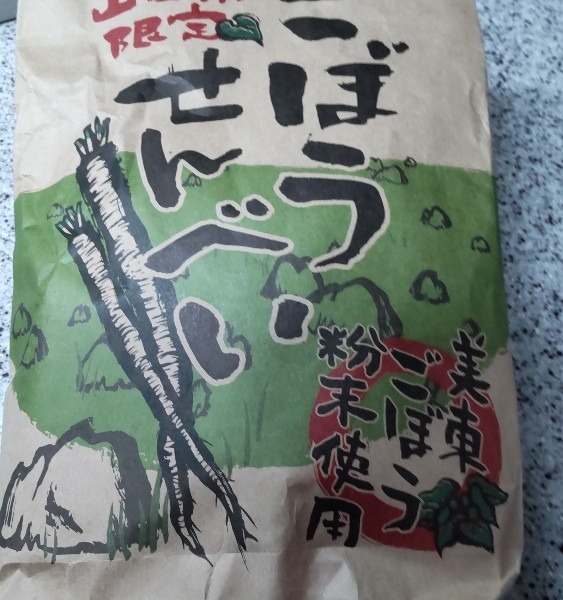 限定
ごぼう
せんべい
美東
ごぼう
粉末使用